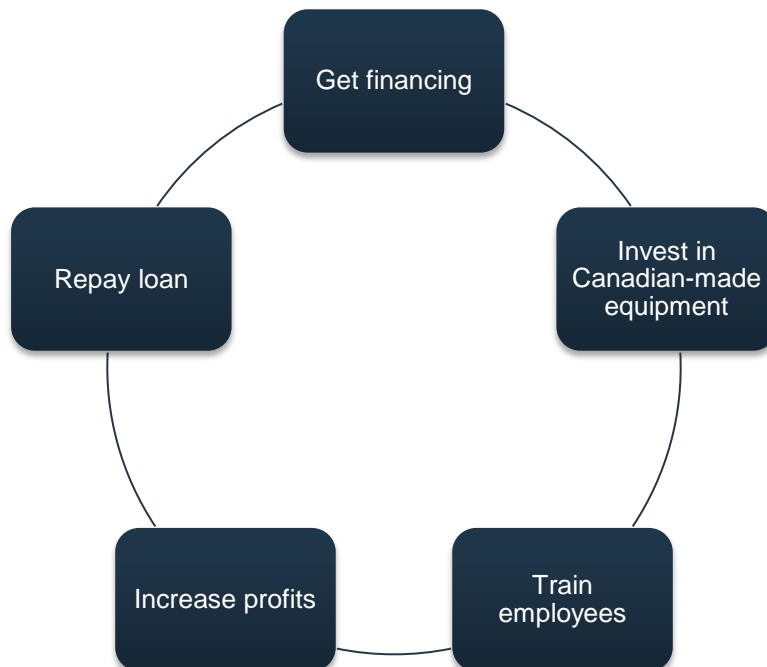 Get financing
Invest in
Canadian-made
equipment
Train
employees
Increase profits
Repay loan